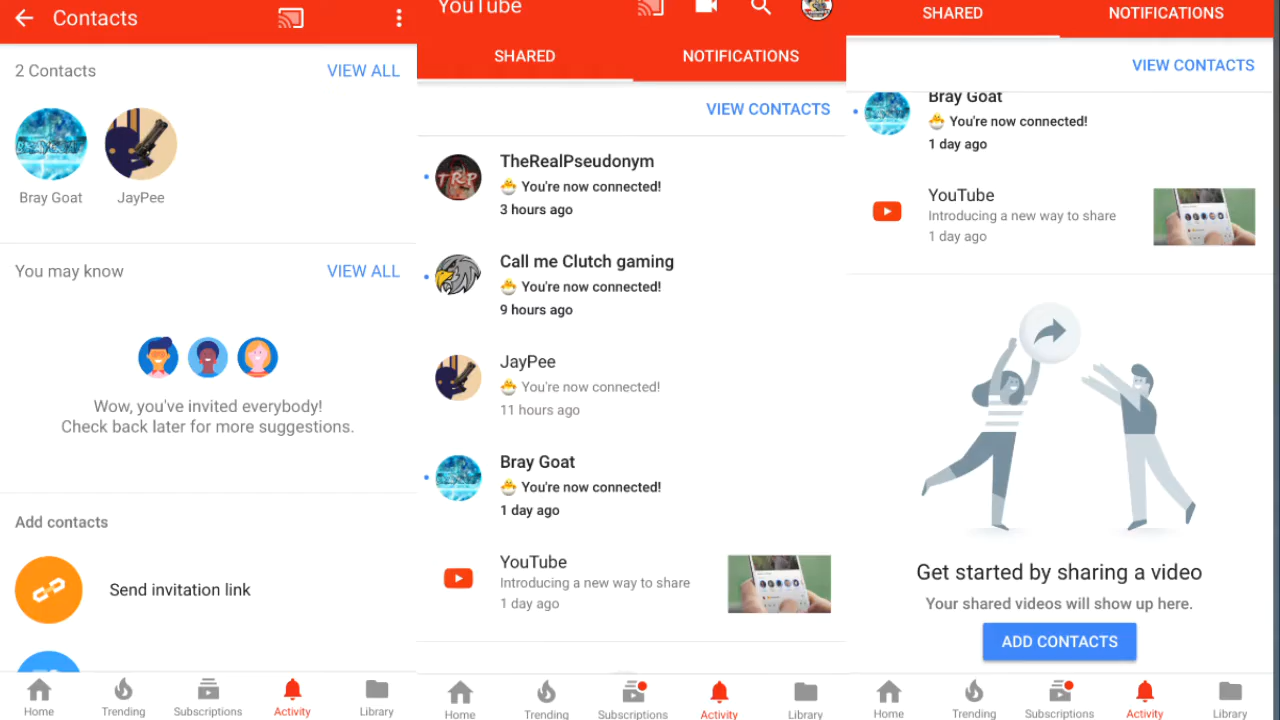 Contacts
2 Contacts
VIEW ALL
Bray Goat
JayPee
You may know
VIEW ALL
Wow, you've invited everybody!
Check back later for more suggestions.
Add contacts
Send invitation link
Home
Trending
Subscriptions
Activity
Library
YouTube
SHARED
NOTIFICATIONS
VIEW CONTACTS
TheRealPseudonym
You're now connected!
3 hours ago
Call me Clutch gaming
You're now connected!
9 hours ago
JayPee
You're now connected!
11 hours ago
Bray Goat
You're now connected!
1 day ago
YouTube
Introducing a new way to share
1 day ago
Home
Trending
Subscriptions
Activity
Library
SHARED
NOTIFICATIONS
VIEW CONTACTS
Bray Goat
You're now connected!
1 day ago
YouTube
Introducing a new way to share
1 day ago
Get started by sharing a video
Your shared videos will show up here.
ADD CONTACTS
Home
Trending
Subscriptions
Activity
Library